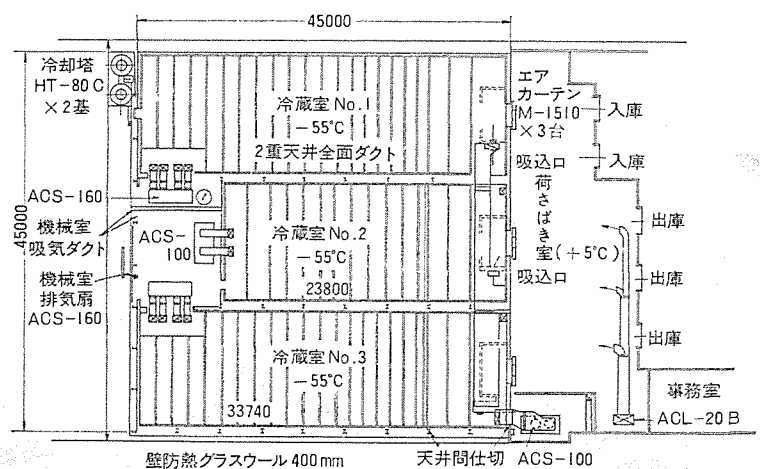 45000
冷却塔
HT-80C
×2基
冷蔵室 No.1
-55°C
2重天井全面ダクト
エア
カーテン
M-1510
×3台
入庫
吸込口
入庫
ACS-160
機械室
吸気ダクト
45000
ACS-
100
冷蔵室 No.2
-55°C
23800
荷さばき室(+5°C)
吸込口
出庫
出庫
出庫
機械室
排気扇
ACS-160
冷蔵室 No.3
-55°C
33740
事務室
ACL-20B
壁防熱グラスウール 400mm
天井間仕切
ACS-100